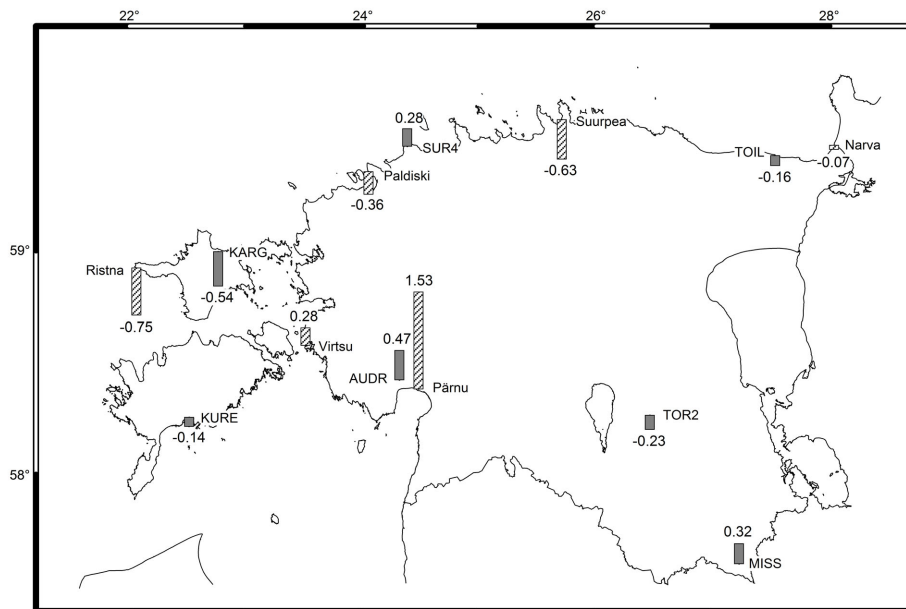 22°
24°
26°
28°
0.28
SUR4
Suurpea
-0.63
TOIL
-0.16
Narva
-0.07
Paldiski
-0.36
59°
KARG
-0.54
Ristna
-0.75
1.53
0.28
Virtsu
0.47
AUDR
Pärnu
KURE
-0.14
TOR2
-0.23
58°
0.32
MISS